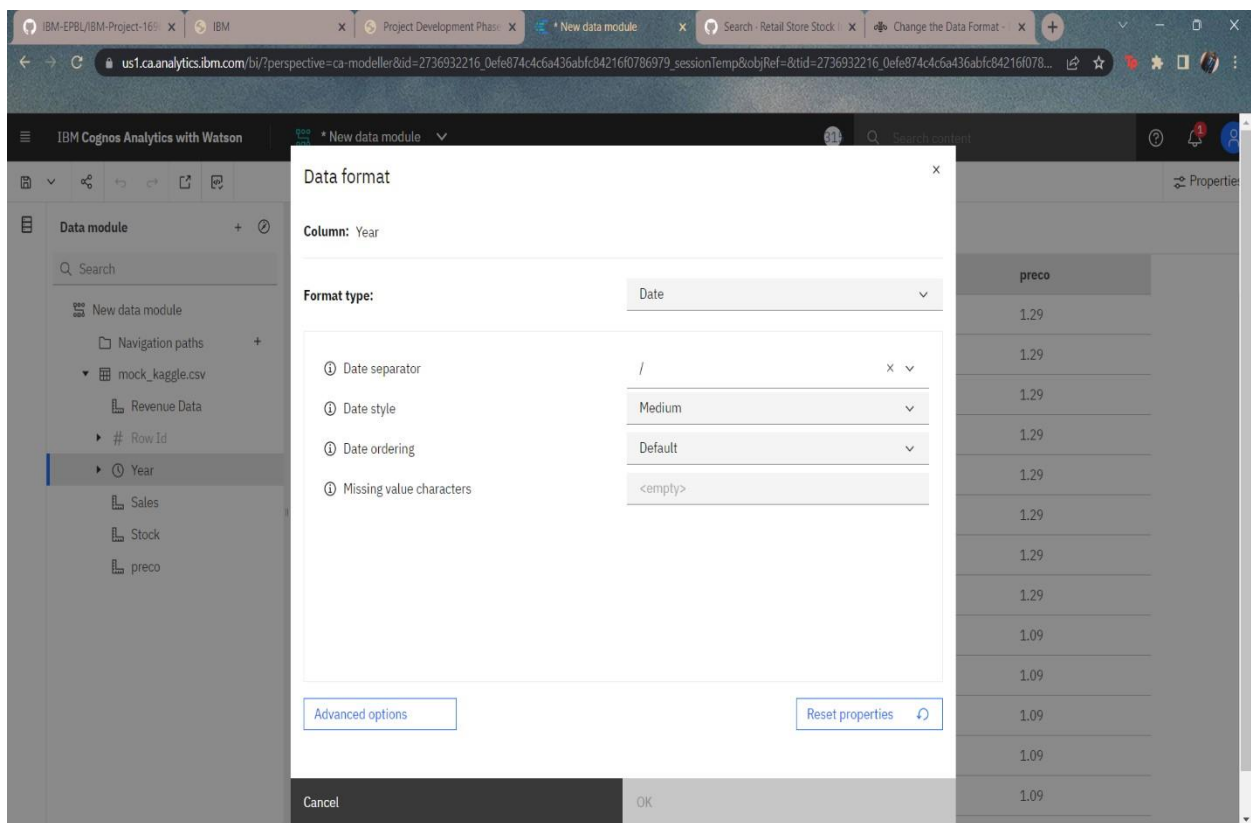 IBM-EPBL/IBM-Project-169 IBM Project Development Phase * New data module Search · Retail Store Stock Change the Data Format -
us1.ca.analytics.ibm.com/bi/?perspective=ca-modeller&id=2736932216_0efe874c4c6a436abfc84216f0786979_sessionTemp&objRef=&tid=2736932216_0efe874c4c6a436abfc84216f078...
IBM Cognos Analytics with Watson * New data module Search content 1
Data format
Properties
Data module
Column: Year
Search
preco
Format type: Date
New data module
1.29
Navigation paths
1.29
Date separator /
mock_kaggle.csv
1.29
Revenue Data
Date style Medium
1.29
# Row Id
Date ordering Default
Year
1.29
Missing value characters <empty>
Sales
1.29
Stock
1.29
preco
1.29
1.09
1.09
Advanced options Reset properties
1.09
1.09
Cancel OK
1.09